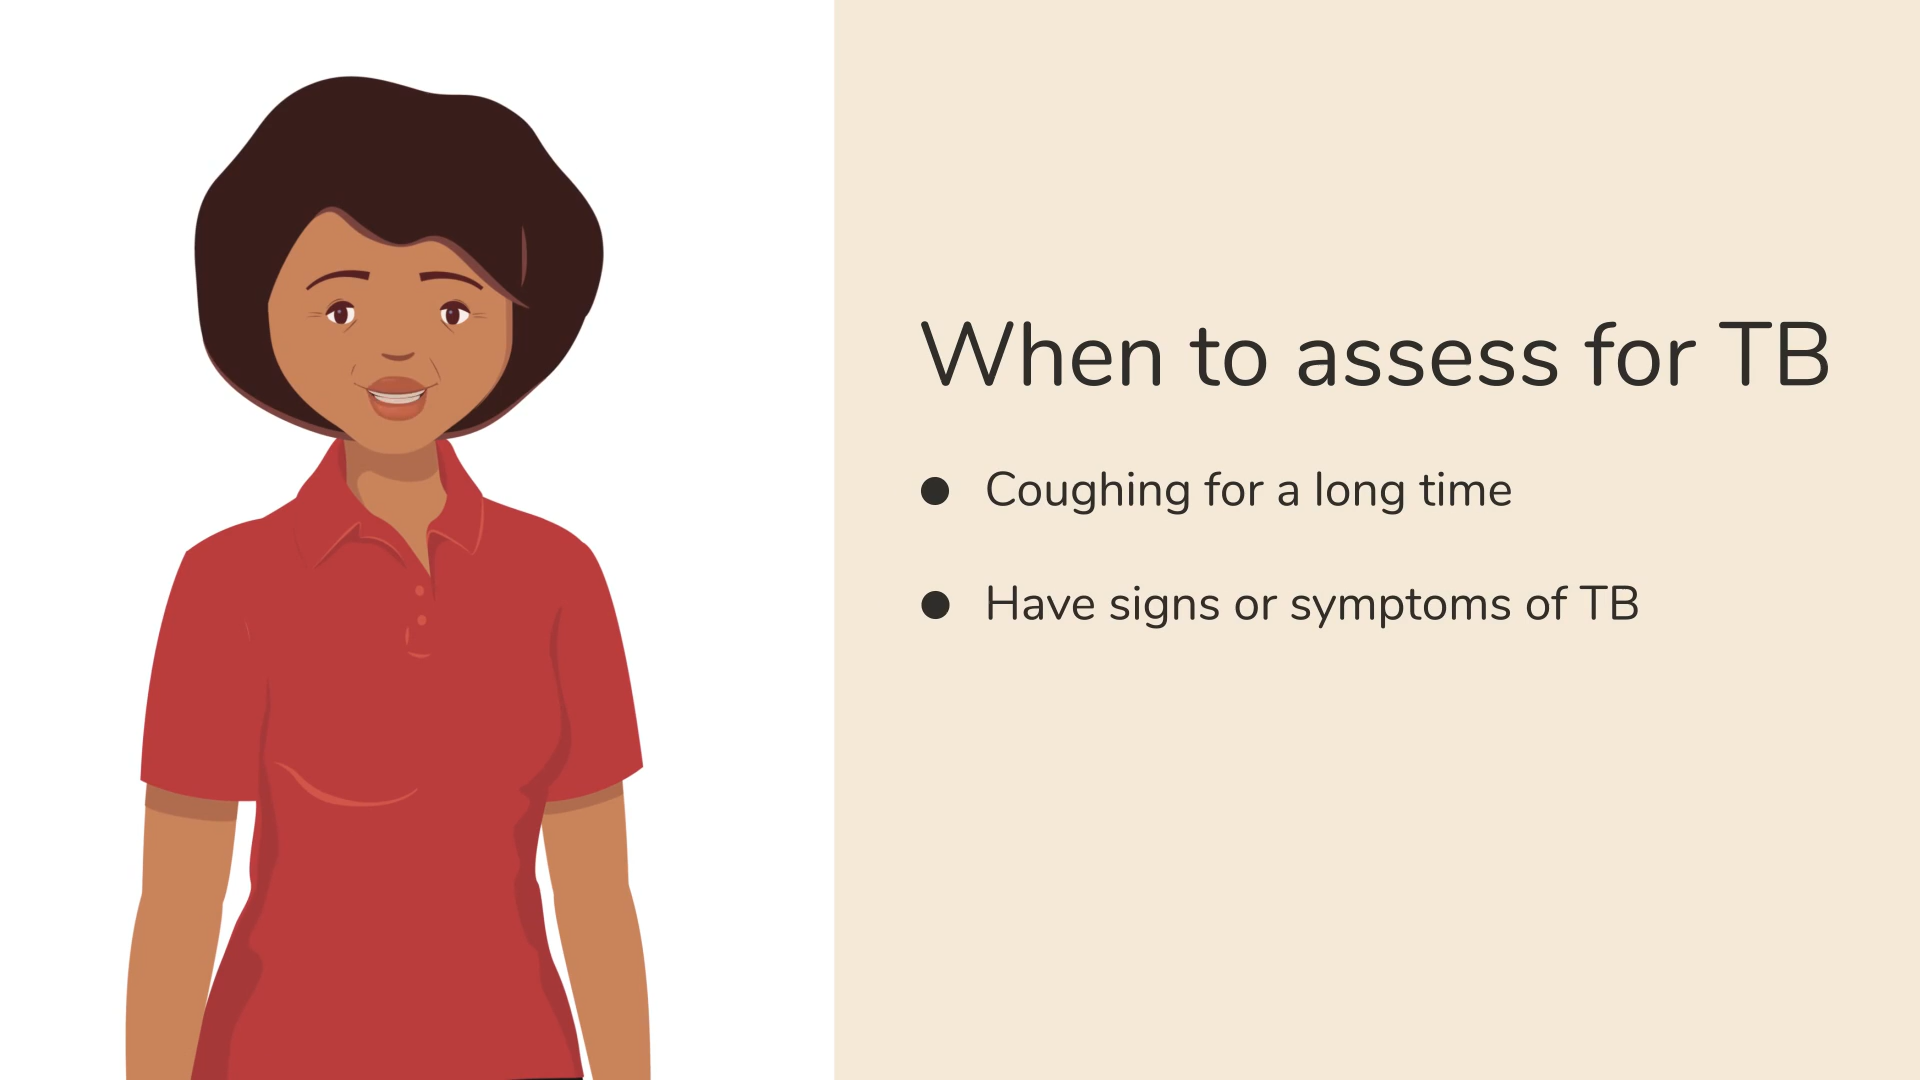 When to assess for TB
● Coughing for a long time
● Have signs or symptoms of TB